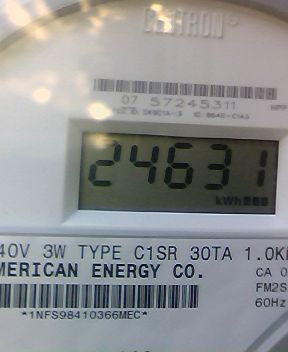 CENTRON®
07 57245311
24631
kWh
40V 3W TYPE C1SR 30TA 1.0K
MERICAN ENERGY CO.
CA 0
FM2S
60Hz
*1NFS98410366MEC*